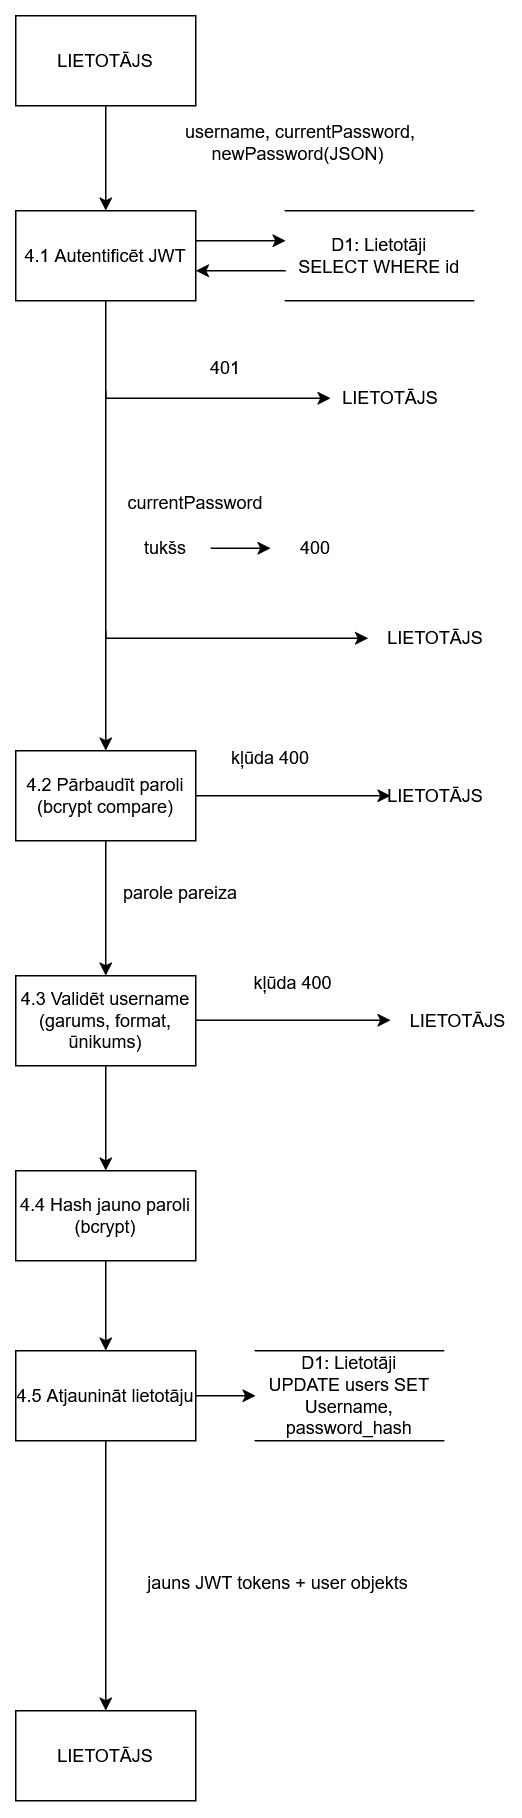 LIETOTĀJS
username, currentPassword,
newPassword(JSON)
4.1 Autentificēt JWT
D1: Lietotāji
SELECT WHERE id
401
LIETOTĀJS
currentPassword
tukšs
400
LIETOTĀJS
kļūda 400
4.2 Pārbaudīt paroli
(bcrypt compare)
LIETOTĀJS
parole pareiza
kļūda 400
4.3 Validēt username
(garums, format,
ūnikums)
LIETOTĀJS
4.4 Hash jauno paroli
(bcrypt)
4.5 Atjaunināt lietotāju
D1: Lietotāji
UPDATE users SET
Username,
password_hash
jauns JWT tokens + user objekts
LIETOTĀJS